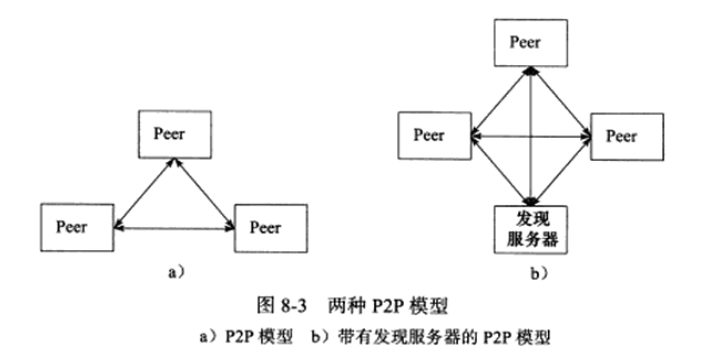 Peer
Peer
Peer
a）
Peer
Peer
Peer
发现
服务器
b）
图 8-3 两种 P2P 模型
a）P2P 模型 b）带有发现服务器的 P2P 模型